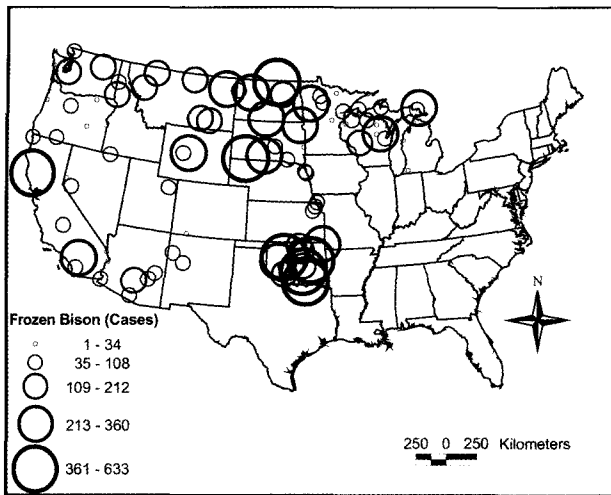 N
Frozen Bison (Cases)
1 - 34
35 - 108
109 - 212
213 - 360
361 - 633
250 0 250 Kilometers